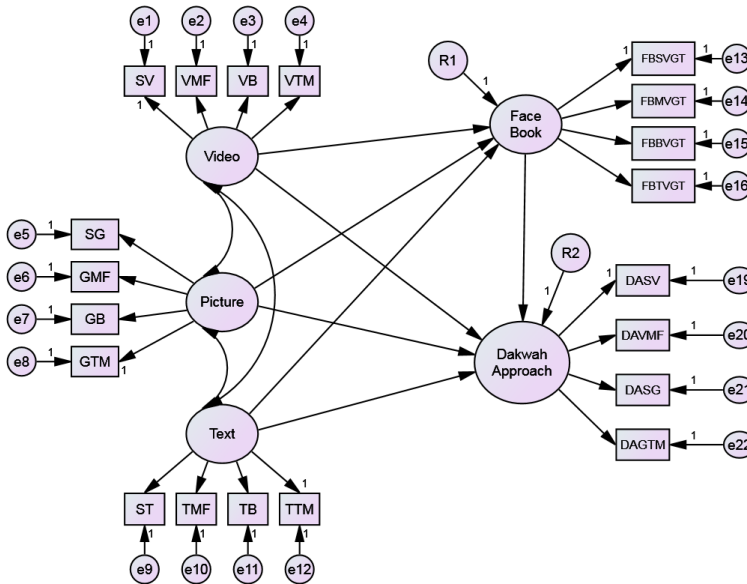 e1 e2 e3 e4
1 1 1 1
SV VMF VB VTM
1
Video
R1
1
Face
Book
1
FBSVGT 1 e13
FBMVGT 1 e14
FBBVGT 1 e15
FBTVGT 1 e16
e5 1 SG
e6 1 GMF
e7 1 GB
e8 1 GTM
1
Picture
R2
1
Dakwah
Approach
1
DASV 1 e19
DAVMF 1 e20
DASG 1 e21
DAGTM 1 e22
Text
1
ST TMF TB TTM
1 1 1 1
e9 e10 e11 e12